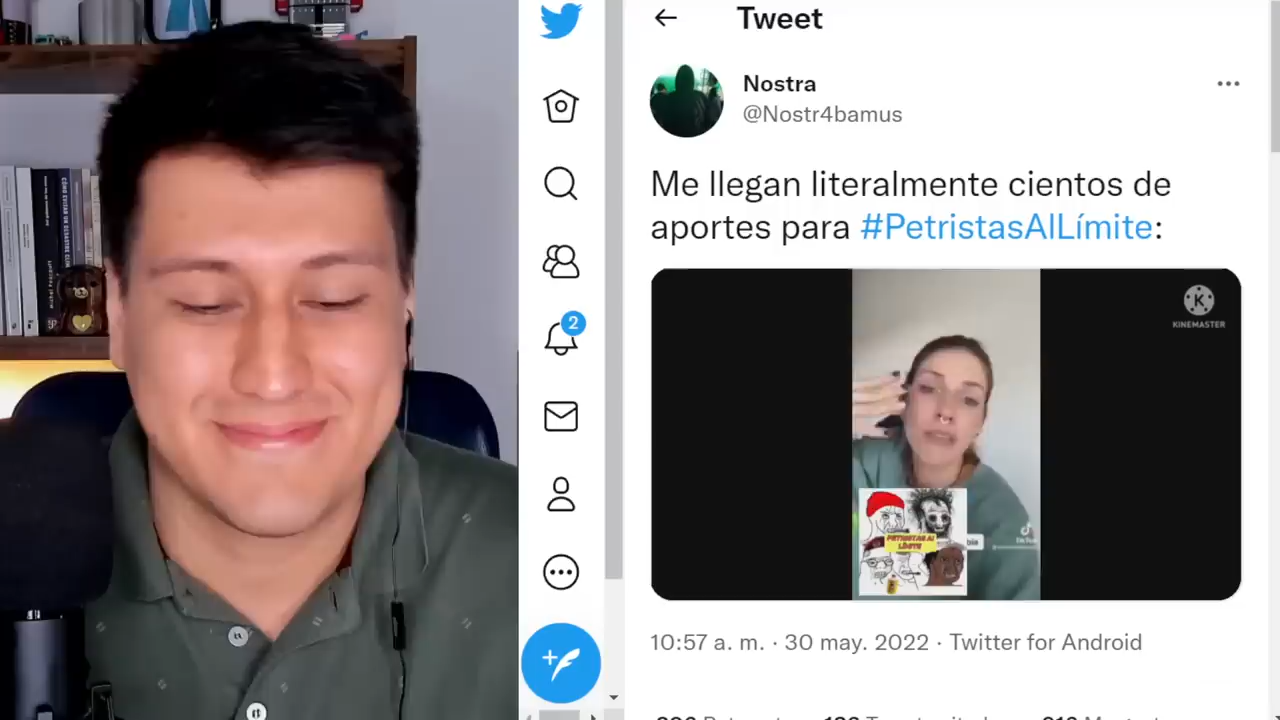 Tweet
Nostra
@Nostr4bamus
Me llegan literalmente cientos de
aportes para #PetristasAlLímite:
2
K
KINEMASTER
PETRISTAS Al
LÍMITE
TikTok
10:57 a. m. · 30 may. 2022 · Twitter for Android